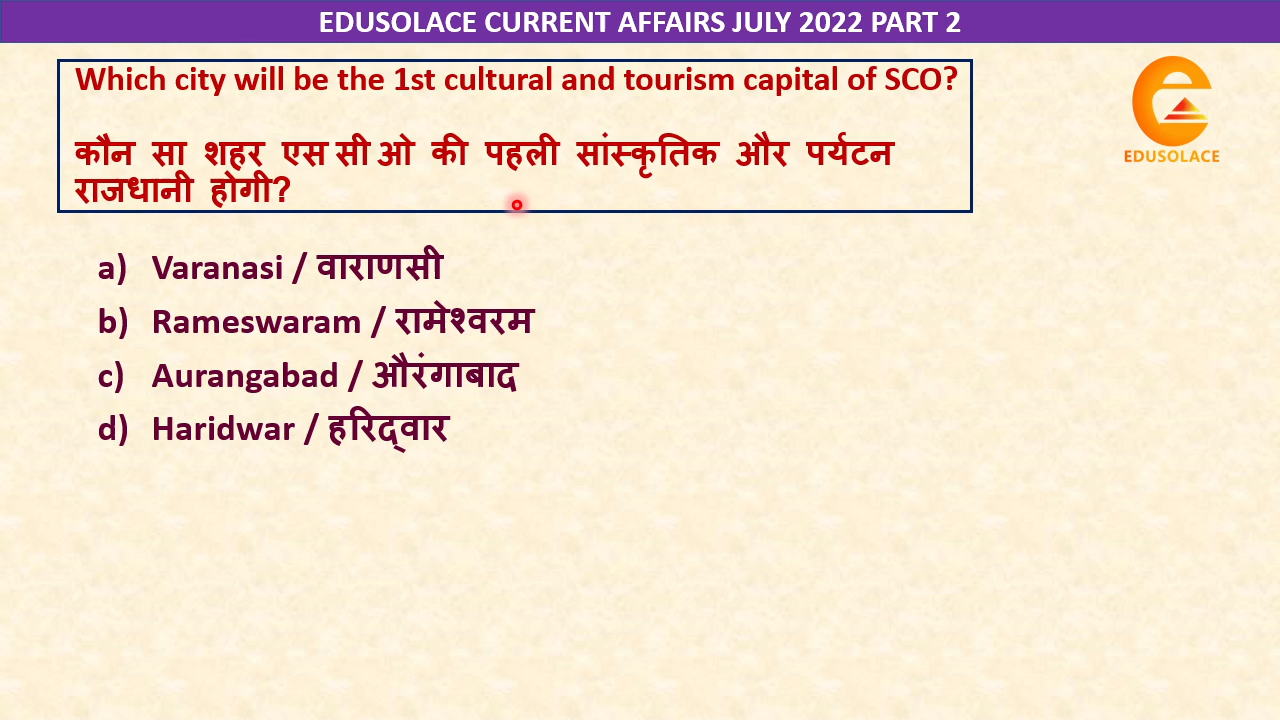 EDUSOLACE CURRENT AFFAIRS JULY 2022 PART 2
Which city will be the 1st cultural and tourism capital of SCO?
कौन सा शहर एस सी ओ की पहली सांस्कृतिक और पर्यटन
राजधानी होगी?
EDUSOLACE
a) Varanasi / वाराणसी
b) Rameswaram / रामेश्वरम
c) Aurangabad / औरंगाबाद
d) Haridwar / हरिद्वार